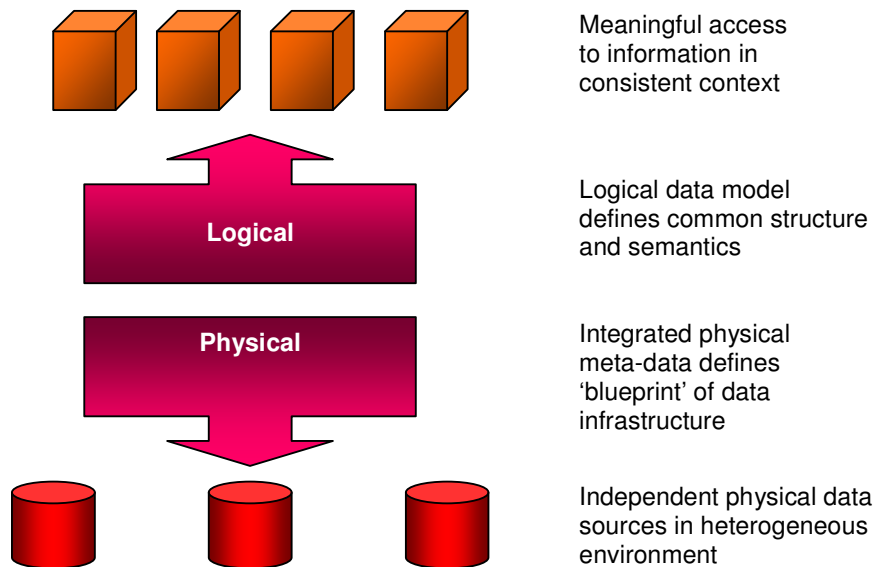 Meaningful access
to information in
consistent context
Logical
Logical data model
defines common structure
and semantics
Physical
Integrated physical
meta-data defines
‘blueprint’ of data
infrastructure
Independent physical data
sources in heterogeneous
environment